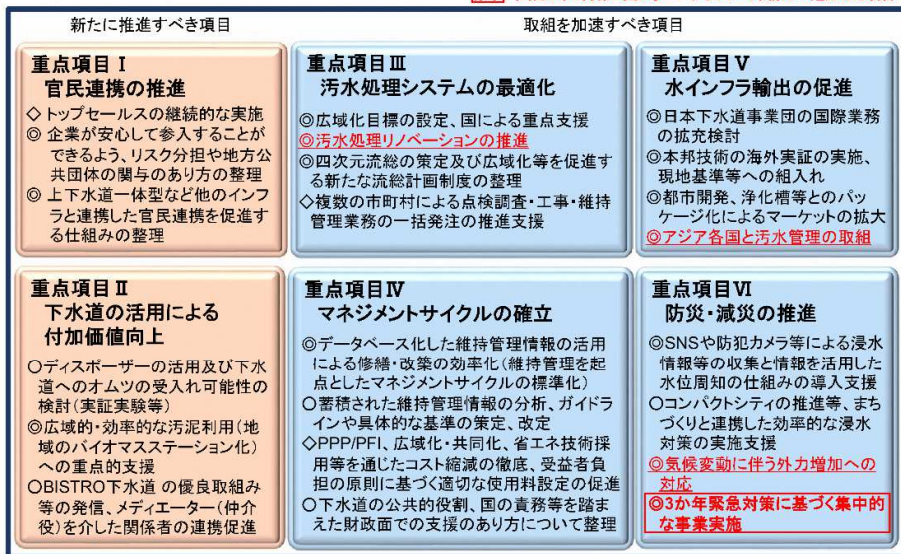 新たに推進すべき項目
取組を加速すべき項目
重点項目Ⅰ
官民連携の推進
◇トップセールスの継続的な実施
◎企業が安心して参入することが
できるよう、リスク分担や地方公
共団体の関与のあり方の整理
◎上下水道一体型など他のインフ
ラと連携した官民連携を促進す
る仕組みの整理
重点項目Ⅲ
汚水処理システムの最適化
◎広域化目標の設定、国による重点支援
◎汚水処理リノベーションの推進
◎四次元流総の策定及び広域化等を促進す
る新たな流総計画制度の整理
◇複数の市町村による点検調査・工事・維持
管理業務の一括発注の推進支援
重点項目Ⅴ
水インフラ輸出の促進
◎日本下水道事業団の国際業務
の拡充検討
◎本邦技術の海外実証の実施、
現地基準等への組入れ
◎都市開発、浄化槽等とのパッ
ケージ化によるマーケットの拡大
◎アジア各国と汚水管理の取組
重点項目Ⅱ
下水道の活用による
付加価値向上
○ディスポーザーの活用及び下水
道へのオムツの受入れ可能性の
検討(実証実験等)
◎広域的・効率的な汚泥利用(地
域のバイオマスステーション化)
への重点的支援
○BISTRO下水道 の優良取組み
等の発信、メディエーター(仲介
役)を介した関係者の連携促進
重点項目Ⅳ
マネジメントサイクルの確立
◎データベース化した維持管理情報の活用
による修繕・改築の効率化(維持管理を起
点としたマネジメントサイクルの標準化)
○蓄積された維持管理情報の分析、ガイドラ
インや具体的な基準の策定、改定
◇PPP/PFI、広域化・共同化、省エネ技術採
用等を通じたコスト縮減の徹底、受益者負
担の原則に基づく適切な使用料設定の促進
○下水道の公共的役割、国の責務等を踏ま
えた財政面での支援のあり方について整理
重点項目Ⅵ
防災・減災の推進
◎SNSや防犯カメラ等による浸水
情報等の収集と情報を活用した
水位周知の仕組みの導入支援
○コンパクトシティの推進等、まち
づくりと連携した効率的な浸水
対策の実施支援
◎気候変動に伴う外力増加への
対応
◎3か年緊急対策に基づく集中的
な事業実施